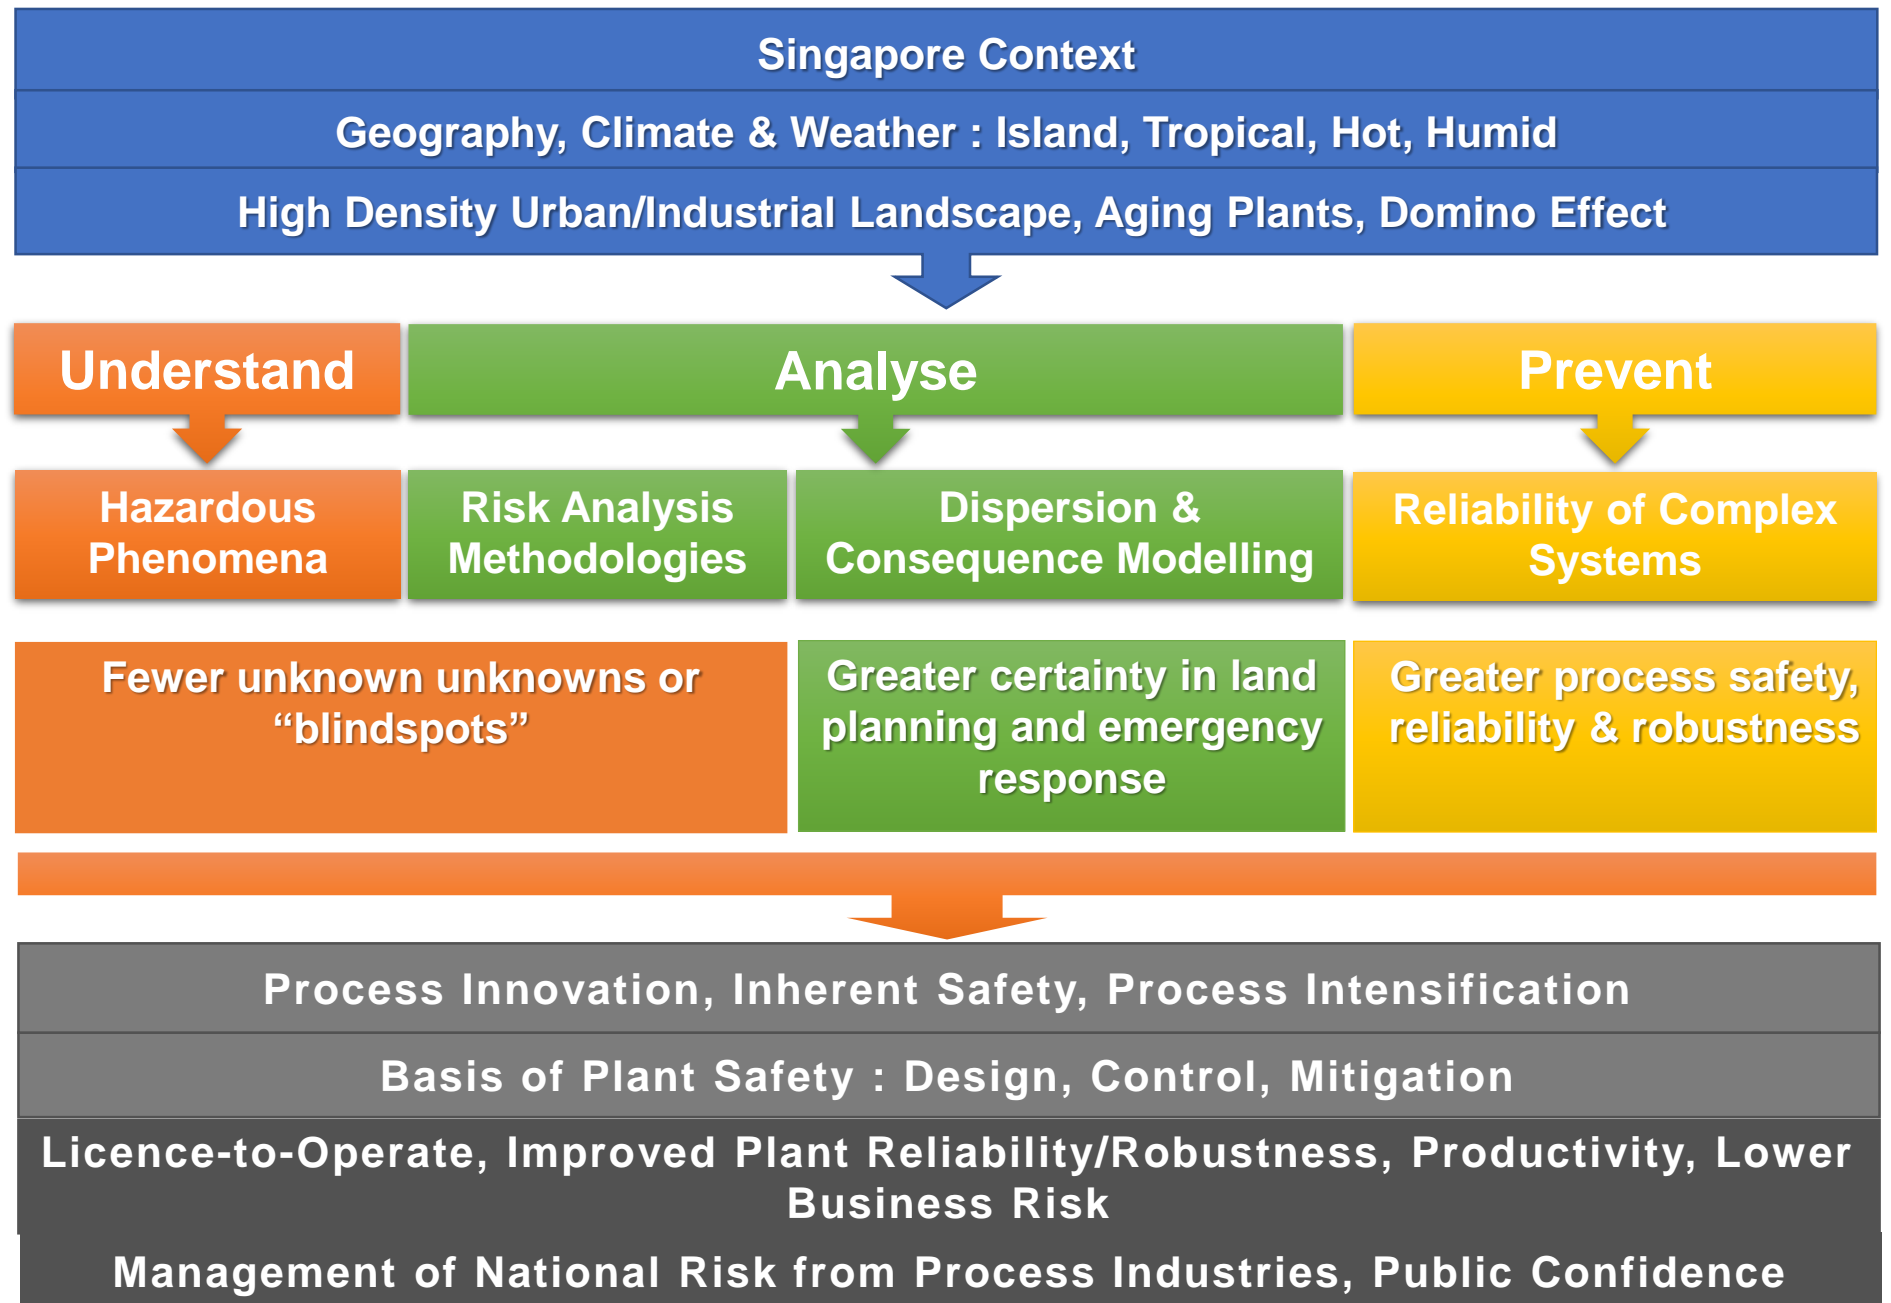 Singapore Context
Geography, Climate & Weather : Island, Tropical, Hot, Humid
High Density Urban/Industrial Landscape, Aging Plants, Domino Effect
Understand
Analyse
Prevent
Hazardous
Phenomena
Risk Analysis
Methodologies
Dispersion &
Consequence Modelling
Reliability of Complex
Systems
Fewer unknown unknowns or
“blindspots”
Greater certainty in land
planning and emergency
response
Greater process safety,
reliability & robustness
Process Innovation, Inherent Safety, Process Intensification
Basis of Plant Safety : Design, Control, Mitigation
Licence-to-Operate, Improved Plant Reliability/Robustness, Productivity, Lower
Business Risk
Management of National Risk from Process Industries, Public Confidence